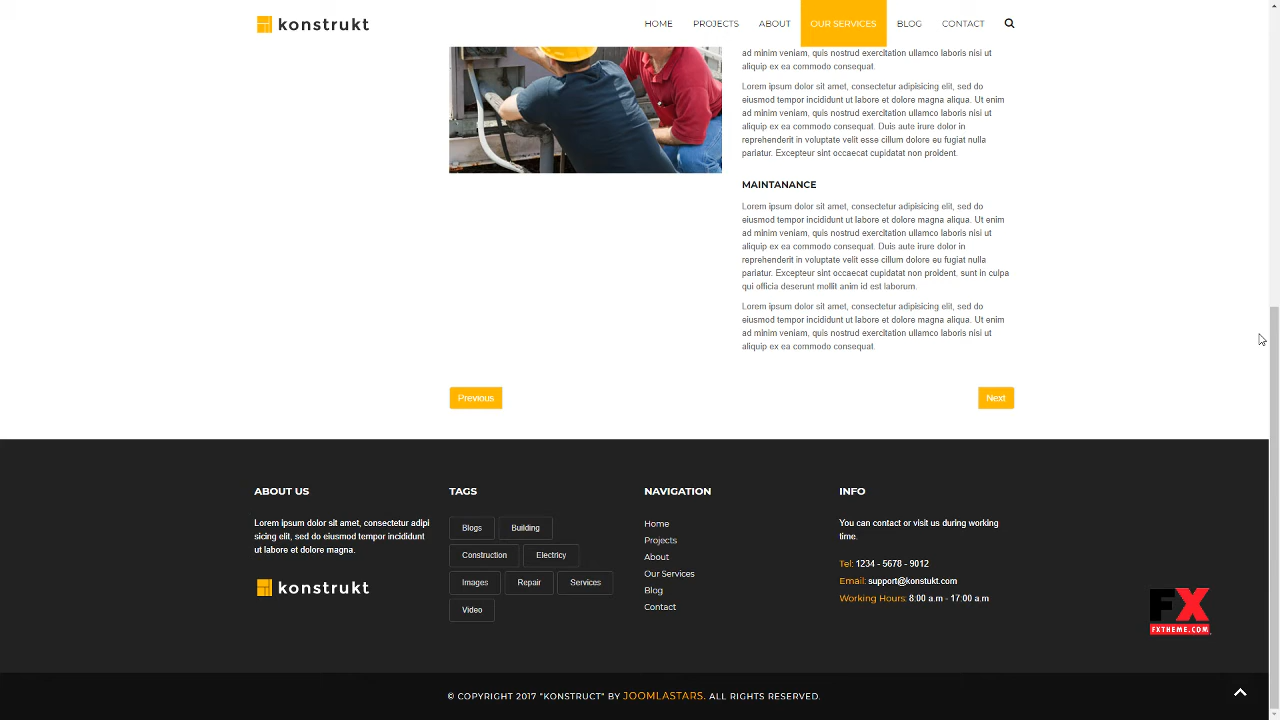 konstrukt
HOME
PROJECTS
ABOUT
OUR SERVICES
BLOG
CONTACT
ad minim veniam, quis nostrud exercitation ullamco laboris nisi ut
aliquip ex ea commodo consequat.
Lorem ipsum dolor sit amet, consectetur adipisicing elit, sed do
eiusmod tempor incididunt ut labore et dolore magna aliqua. Ut enim
ad minim veniam, quis nostrud exercitation ullamco laboris nisi ut
aliquip ex ea commodo consequat. Duis aute irure dolor in
reprehenderit in voluptate velit esse cillum dolore eu fugiat nulla
pariatur. Excepteur sint occaecat cupidatat non proident.
MAINTANANCE
Lorem ipsum dolor sit amet, consectetur adipisicing elit, sed do
eiusmod tempor incididunt ut labore et dolore magna aliqua. Ut enim
ad minim veniam, quis nostrud exercitation ullamco laboris nisi ut
aliquip ex ea commodo consequat. Duis aute irure dolor in
reprehenderit in voluptate velit esse cillum dolore eu fugiat nulla
pariatur. Excepteur sint occaecat cupidatat non proident, sunt in culpa
qui officia deserunt mollit anim id est laborum.
Lorem ipsum dolor sit amet, consectetur adipisicing elit, sed do
eiusmod tempor incididunt ut labore et dolore magna aliqua. Ut enim
ad minim veniam, quis nostrud exercitation ullamco laboris nisi ut
aliquip ex ea commodo consequat.
Previous
Next
ABOUT US
Lorem ipsum dolor sit amet, consectetur adipi
sicing elit, sed do eiusmod tempor incididunt
ut labore et dolore magna.
konstrukt
TAGS
Blogs
Building
Construction
Electricy
Images
Repair
Services
Video
NAVIGATION
Home
Projects
About
Our Services
Blog
Contact
INFO
You can contact or visit us during working
time.
Tel: 1234 - 5678 - 9012
Email: support@konstukt.com
Working Hours: 8:00 a.m - 17:00 a.m
FX
FXTHEME.COM
© COPYRIGHT 2017 "KONSTRUCT" BY JOOMLASTARS. ALL RIGHTS RESERVED.